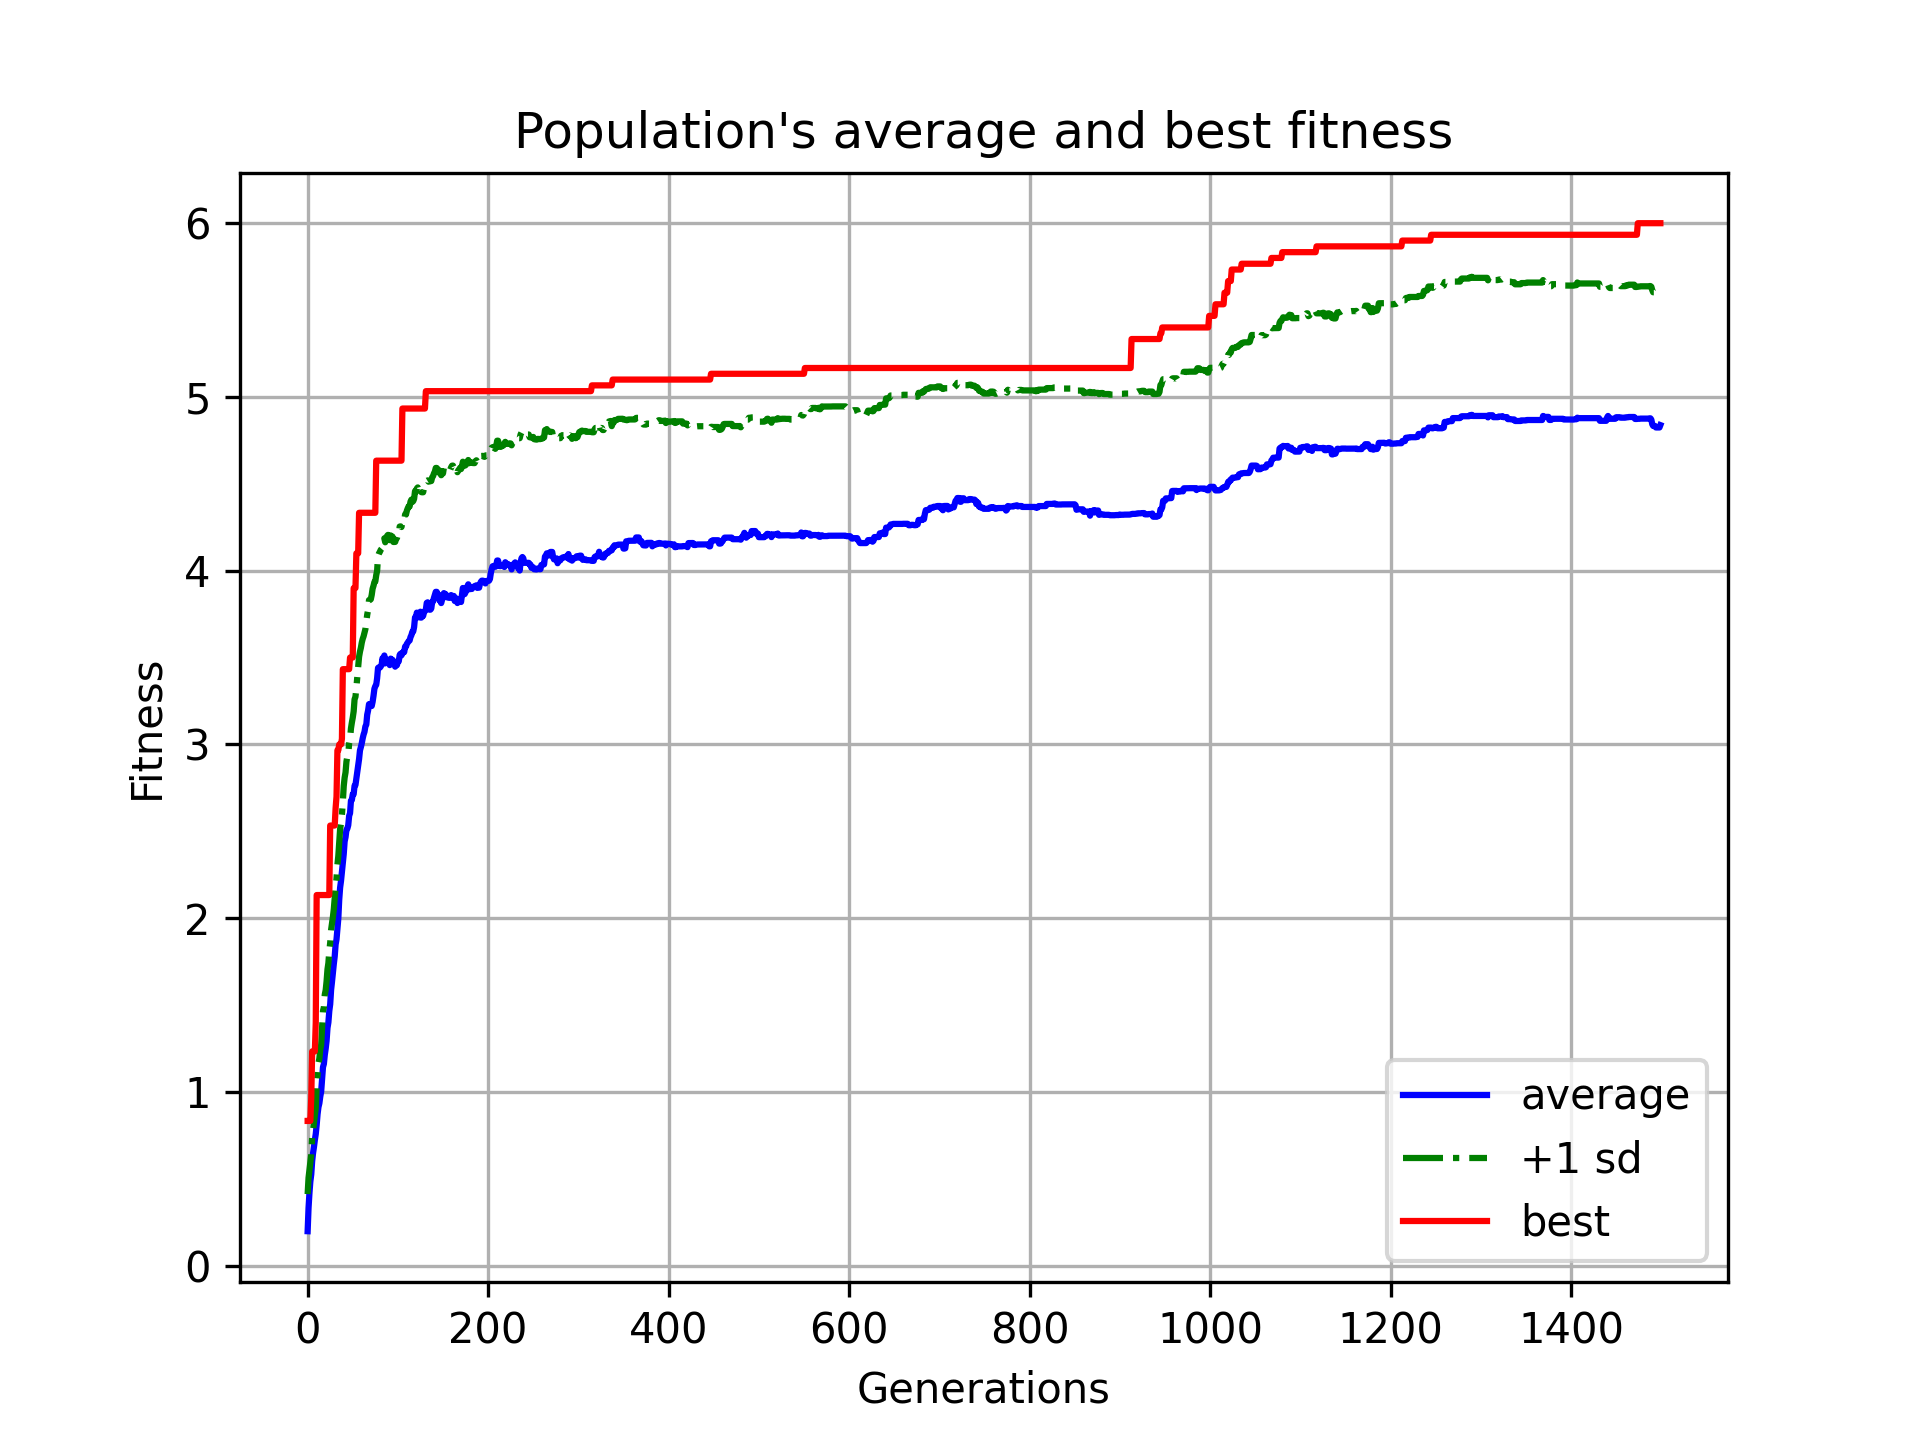 Population's average and best fitness
6
5
4
3
2
1
0
Fitness
0 200 400 600 800 1000 1200 1400
Generations
average
+1 sd
best